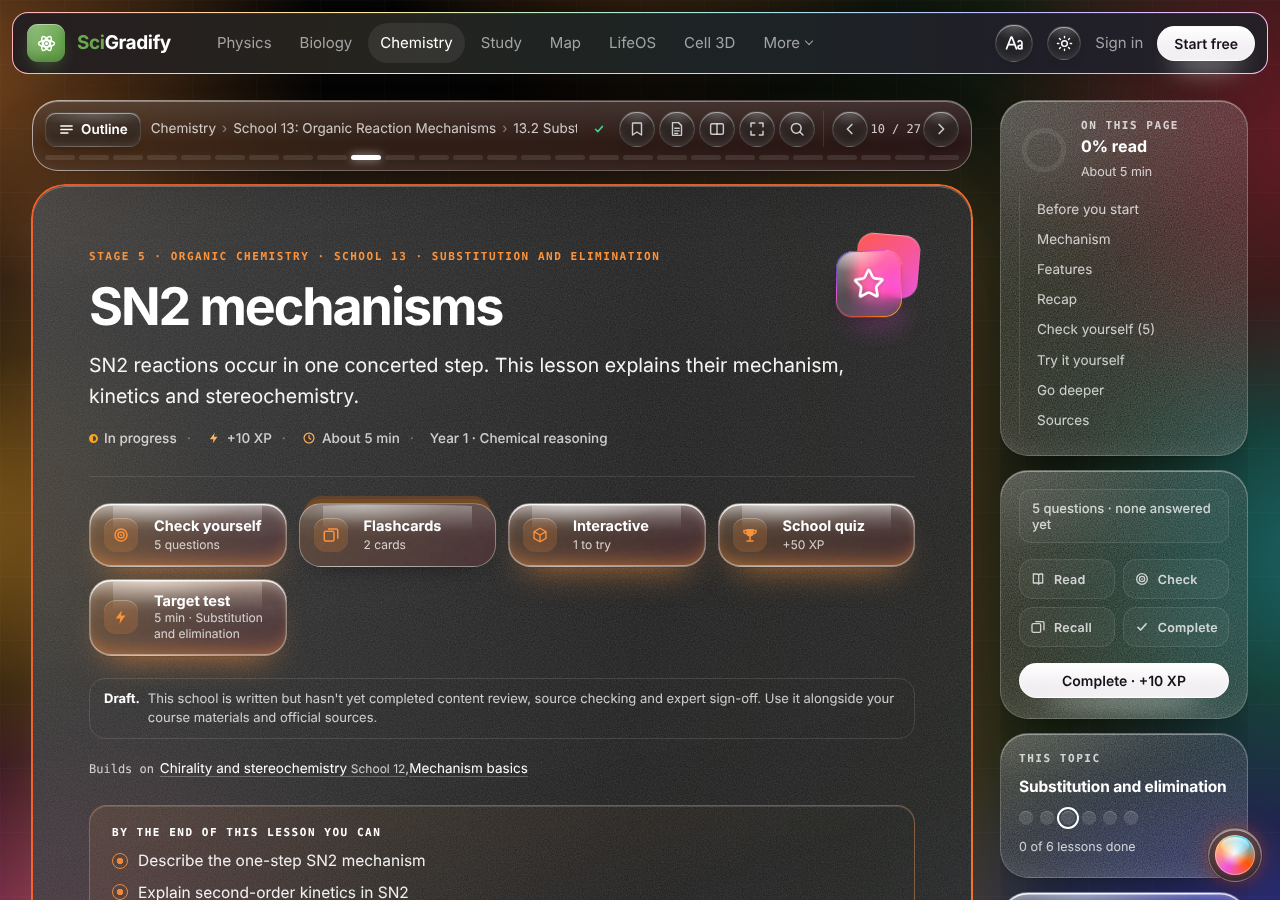 SciGradify
Physics
Biology
Chemistry
Study
Map
LifeOS
Cell 3D
More
Aa
Sign in
Start free
Outline
Chemistry › School 13: Organic Reaction Mechanisms › 13.2 Subst
10 / 27
STAGE 5 · ORGANIC CHEMISTRY · SCHOOL 13 · SUBSTITUTION AND ELIMINATION
SN2 mechanisms
SN2 reactions occur in one concerted step. This lesson explains their mechanism,
kinetics and stereochemistry.
In progress · +10 XP · About 5 min · Year 1 · Chemical reasoning
Check yourself
5 questions
Flashcards
2 cards
Interactive
1 to try
School quiz
+50 XP
Target test
5 min · Substitution
and elimination
Draft. This school is written but hasn't yet completed content review, source checking and expert sign-off. Use it alongside your
course materials and official sources.
Builds on Chirality and stereochemistry School 12,Mechanism basics
BY THE END OF THIS LESSON YOU CAN
Describe the one-step SN2 mechanism
Explain second-order kinetics in SN2
ON THIS PAGE
0% read
About 5 min
Before you start
Mechanism
Features
Recap
Check yourself (5)
Try it yourself
Go deeper
Sources
5 questions · none answered
yet
Read
Check
Recall
Complete
Complete · +10 XP
THIS TOPIC
Substitution and elimination
0 of 6 lessons done